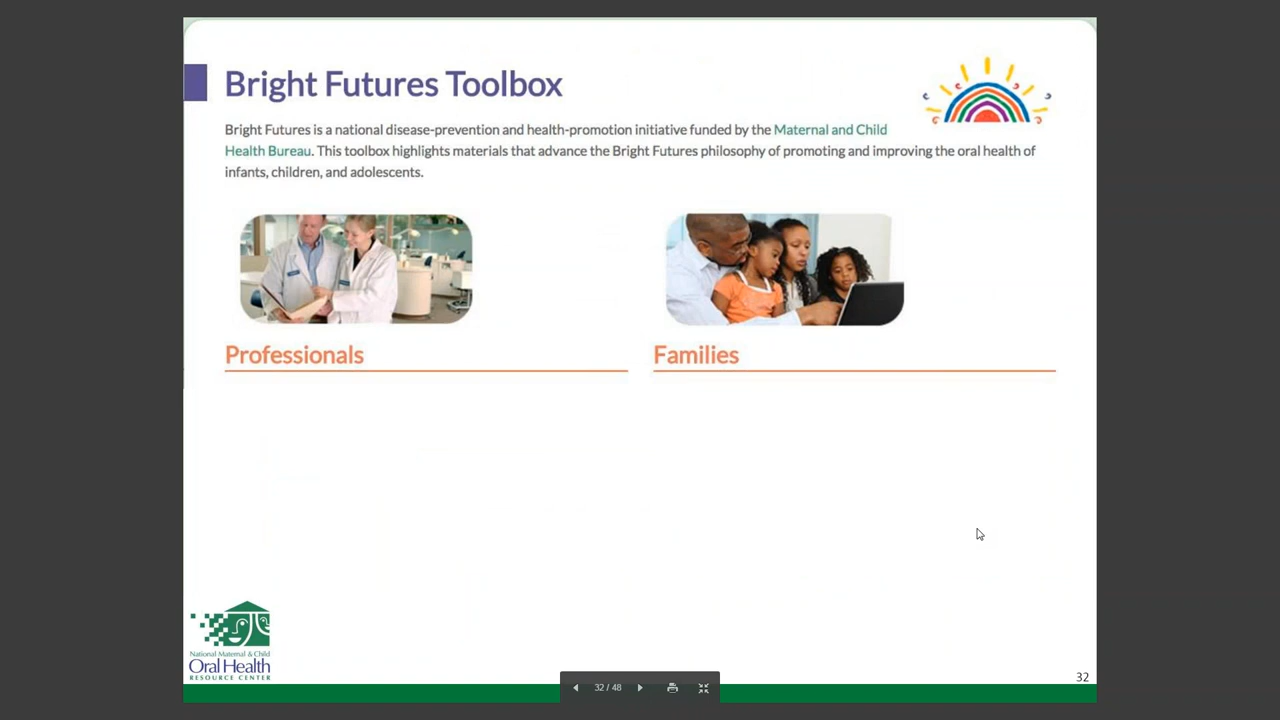 Bright Futures Toolbox
Bright Futures is a national disease-prevention and health-promotion initiative funded by the Maternal and Child
Health Bureau. This toolbox highlights materials that advance the Bright Futures philosophy of promoting and improving the oral health of
infants, children, and adolescents.
Professionals
Families
National Maternal & Child
Oral Health
RESOURCE CENTER
32
32 / 48